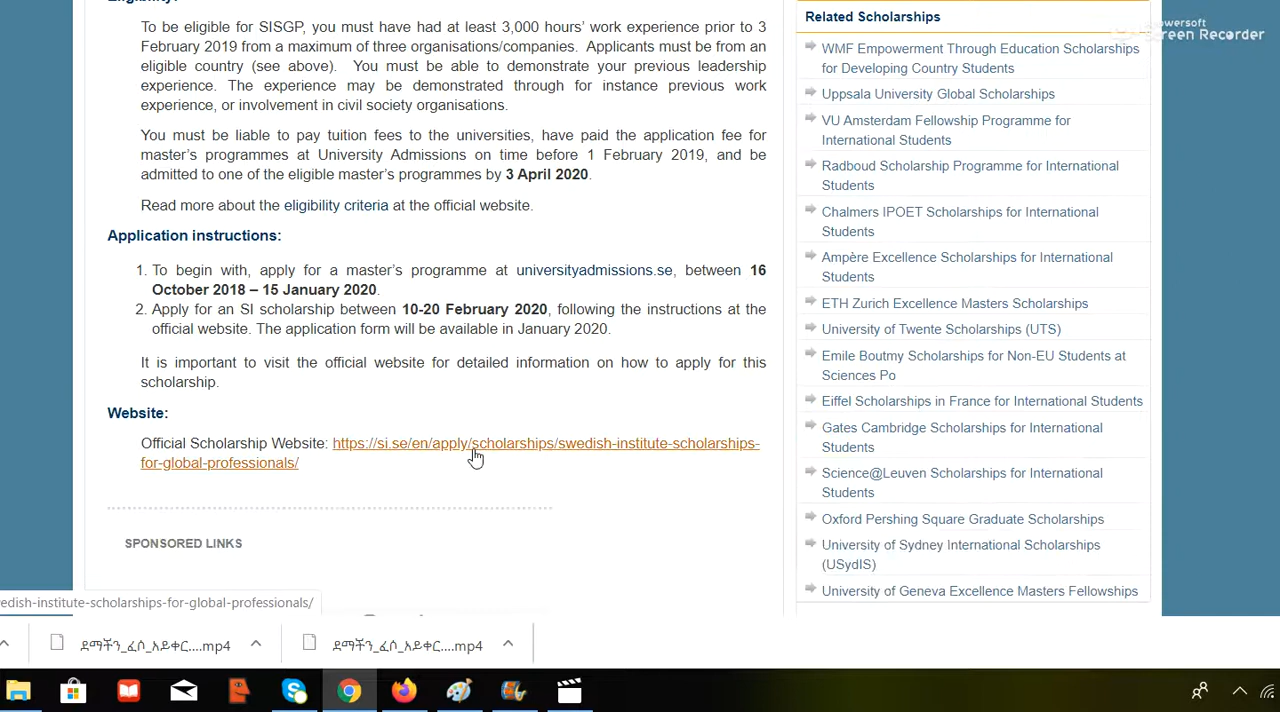 To be eligible for SISGP, you must have had at least 3,000 hours' work experience prior to 3
February 2019 from a maximum of three organisations/companies. Applicants must be from an
eligible country (see above). You must be able to demonstrate your previous leadership
experience. The experience may be demonstrated through for instance previous work
experience, or involvement in civil society organisations.
You must be liable to pay tuition fees to the universities, have paid the application fee for
master's programmes at University Admissions on time before 1 February 2019, and be
admitted to one of the eligible master's programmes by 3 April 2020.
Read more about the eligibility criteria at the official website.
Application instructions:
1. To begin with, apply for a master's programme at universityadmissions.se, between 16
October 2018 – 15 January 2020.
2. Apply for an SI scholarship between 10-20 February 2020, following the instructions at the
official website. The application form will be available in January 2020.
It is important to visit the official website for detailed information on how to apply for this
scholarship.
Website:
Official Scholarship Website: https://si.se/en/apply/scholarships/swedish-institute-scholarships-
for-global-professionals/
SPONSORED LINKS
Related Scholarships
WMF Empowerment Through Education Scholarships
for Developing Country Students
Uppsala University Global Scholarships
VU Amsterdam Fellowship Programme for
International Students
Radboud Scholarship Programme for International
Students
Chalmers IPOET Scholarships for International
Students
Ampère Excellence Scholarships for International
Students
ETH Zurich Excellence Masters Scholarships
University of Twente Scholarships (UTS)
Emile Boutmy Scholarships for Non-EU Students at
Sciences Po
Eiffel Scholarships in France for International Students
Gates Cambridge Scholarships for International
Students
Science@Leuven Scholarships for International
Students
Oxford Pershing Square Graduate Scholarships
University of Sydney International Scholarships
(USydIS)
University of Geneva Excellence Masters Fellowships
Screen Recorder
edish-institute-scholarships-for-global-professionals/
ደማችን_ፈሶ_አይቀር....mp4
ደማችን_ፈሶ_አይቀር....mp4